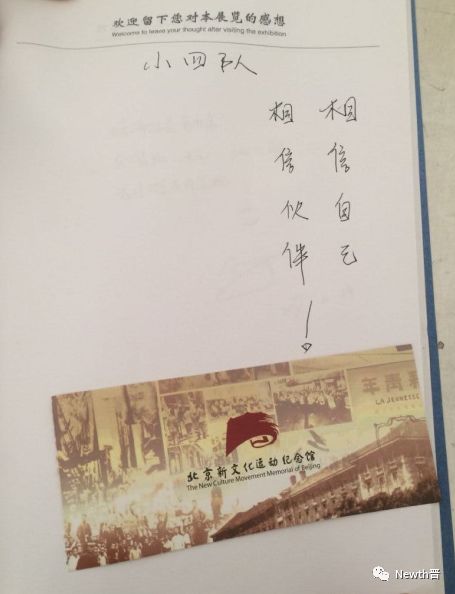 欢迎留下您对本展览的感想
Welcome to leave your thought after visiting the exhibition
小四队
相信自己
相信伙伴！
新青年
LA JEUNESSE
北京新文化运动纪念馆
The New Culture Movement Memorial of Beijing
Newth晋